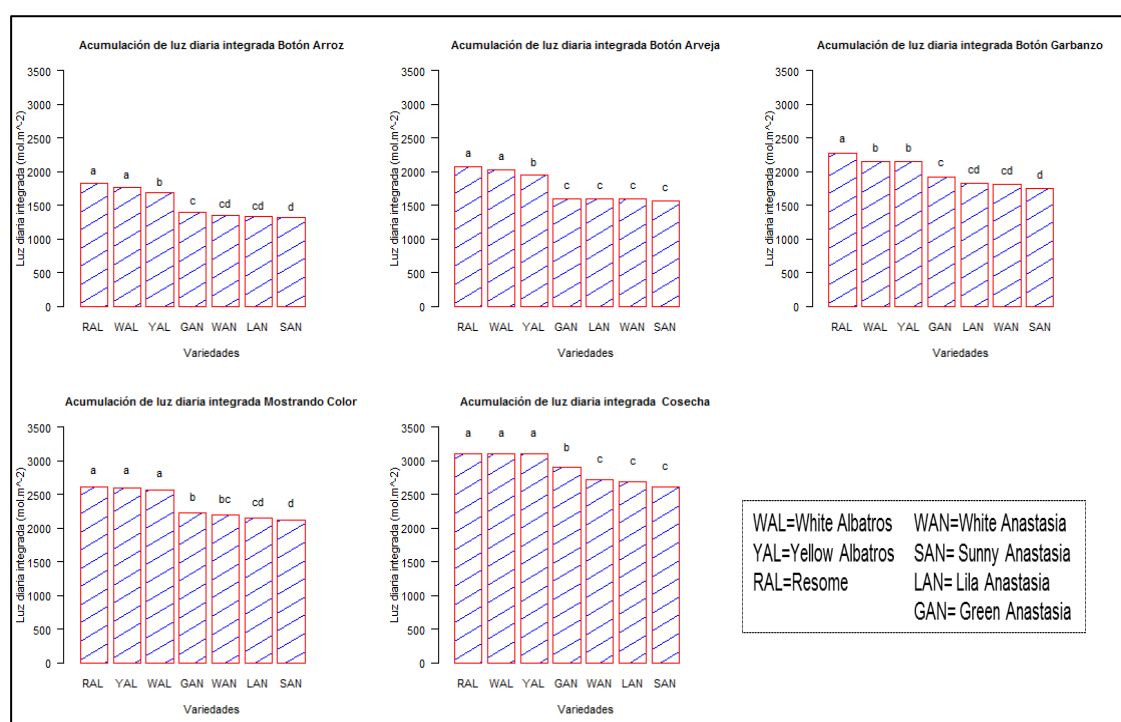 Acumulación de luz diaria integrada Botón Arroz
Luz diaria integrada (mol.m^-2)
3500
3000
2500
2000
1500
1000
500
0
a a b c cd cd d
RAL WAL YAL GAN WAN LAN SAN
Variedades
Acumulación de luz diaria integrada Botón Arveja
Luz diaria integrada (mol.m^-2)
3500
3000
2500
2000
1500
1000
500
0
a a b c c c c
RAL WAL YAL GAN LAN WAN SAN
Variedades
Acumulación de luz diaria integrada Botón Garbanzo
Luz diaria integrada (mol.m^-2)
3500
3000
2500
2000
1500
1000
500
0
a b b c cd cd d
RAL WAL YAL GAN LAN WAN SAN
Variedades
Acumulación de luz diaria integrada Mostrando Color
Luz diaria integrada (mol.m^-2)
3500
3000
2500
2000
1500
1000
500
0
a a a b bc cd d
RAL YAL WAL GAN WAN LAN SAN
Variedades
Acumulación de luz diaria integrada Cosecha
Luz diaria integrada (mol.m^-2)
3500
3000
2500
2000
1500
1000
500
0
a a a b c c c
RAL WAL YAL GAN WAN LAN SAN
Variedades
WAL=White Albatros WAN=White Anastasia
YAL=Yellow Albatros SAN= Sunny Anastasia
RAL=Resome LAN= Lila Anastasia
GAN= Green Anastasia